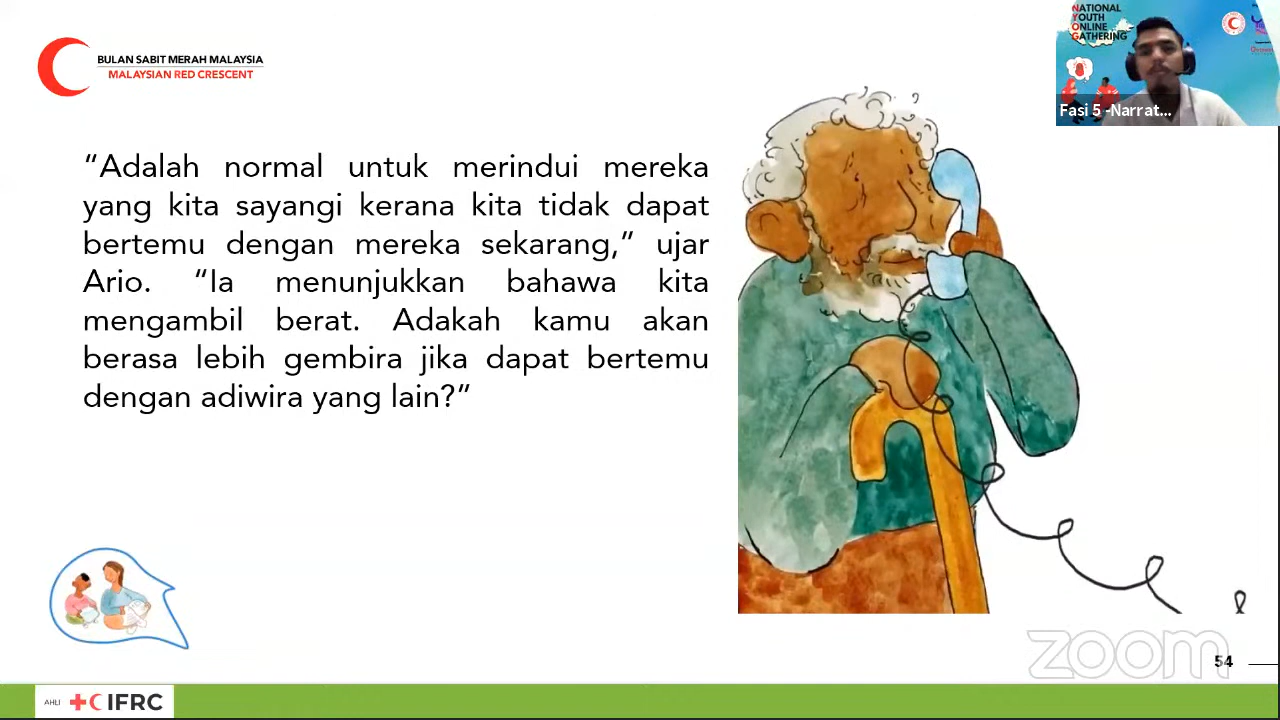 BULAN SABIT MERAH MALAYSIA
MALAYSIAN RED CRESCENT
NATIONAL
YOUTH
ONLINE
GATHERING
Fasi 5 -Narrat...
“Adalah normal untuk merindui mereka
yang kita sayangi kerana kita tidak dapat
bertemu dengan mereka sekarang,” ujar
Ario. “Ia menunjukkan bahawa kita
mengambil berat. Adakah kamu akan
berasa lebih gembira jika dapat bertemu
dengan adiwira yang lain?”
zoom
54
AHLI
IFRC